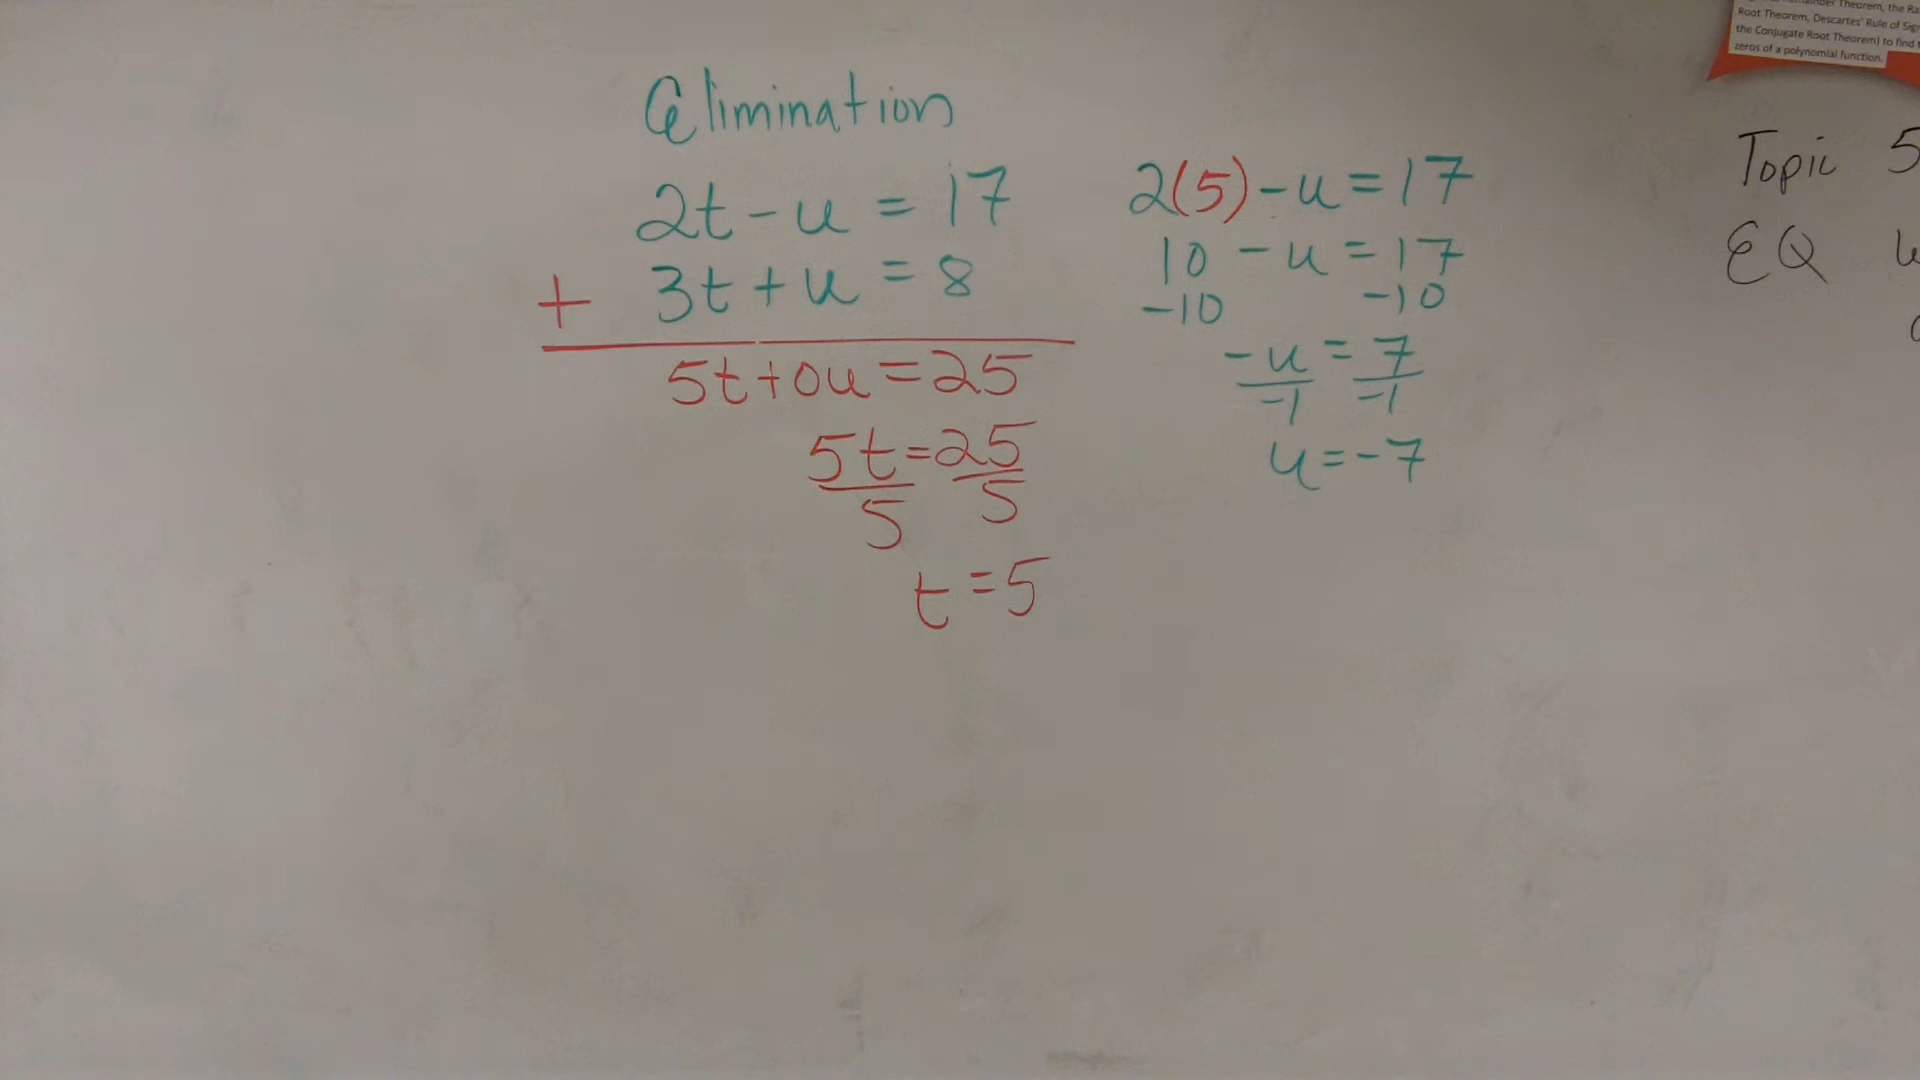 Elimination
2t - u = 17
+ 3t + u = 8
5t + 0u = 25
5t = 25
5 5
t = 5
2(5) - u = 17
10 - u = 17
-10 -10
-u = 7
-1 -1
u = -7
Theorem, the
Root Theorem, Descartes' Rule of
the Conjugate Root Theorem) to find
zeros of a polynomial function.
Topic 5
EQ